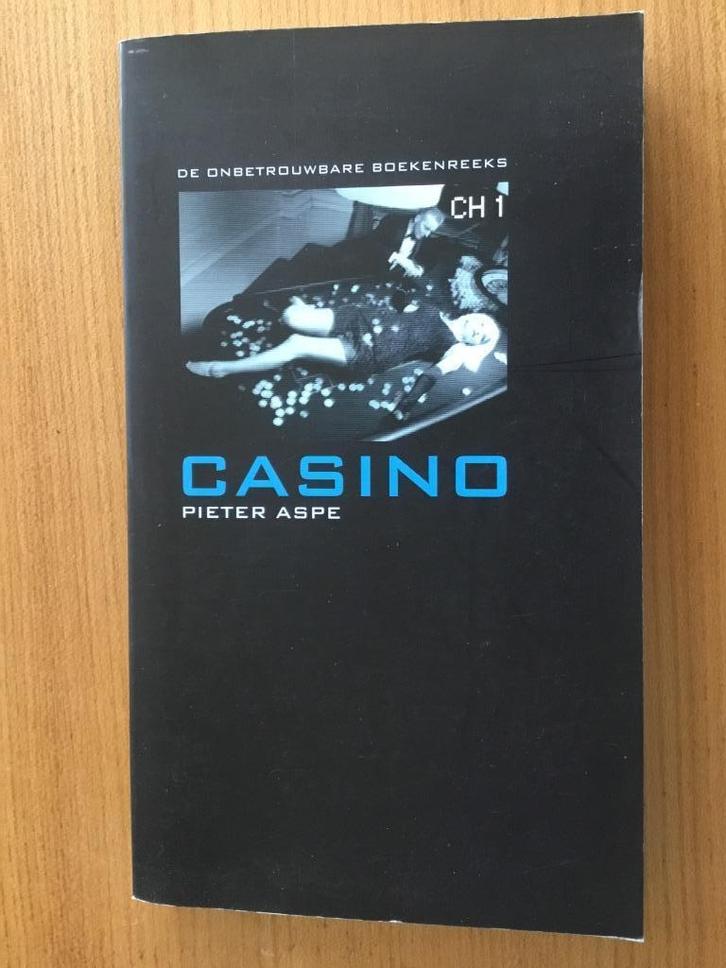 DE ONBETROUWBARE BOEKENREEKS
CH 1
CASINO
PIETER ASPE